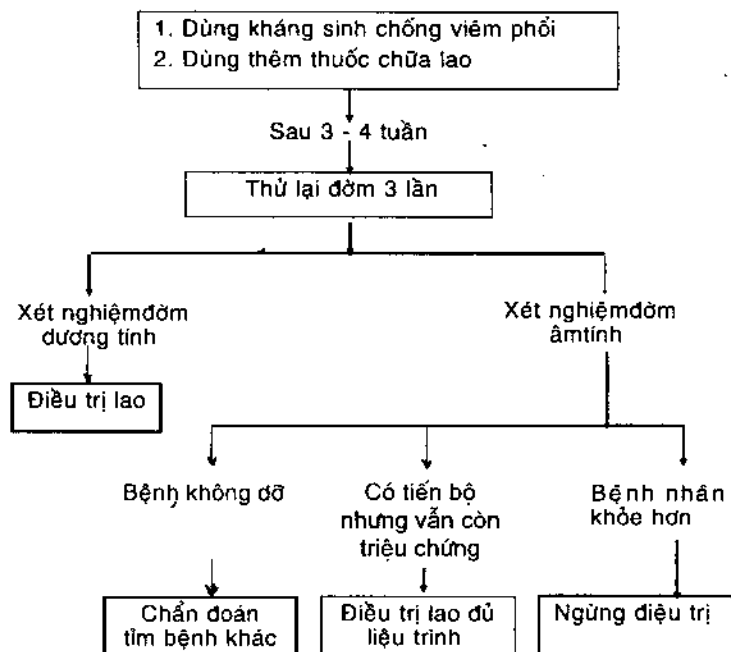 1. Dùng kháng sinh chống viêm phổi
2. Dùng thêm thuốc chữa lao
Sau 3 - 4 tuần
Thử lại đờm 3 lần
Xét nghiệmđờm
dương tính
Xét nghiệmđờm
âmtính
Điều trị lao
Bệnh không đỡ
Có tiến bộ
nhưng vẫn còn
triệu chứng
Bệnh nhân
khỏe hơn
Chẩn đoán
tìm bệnh khác
Điều trị lao đủ
liệu trình
Ngừng điệu trị